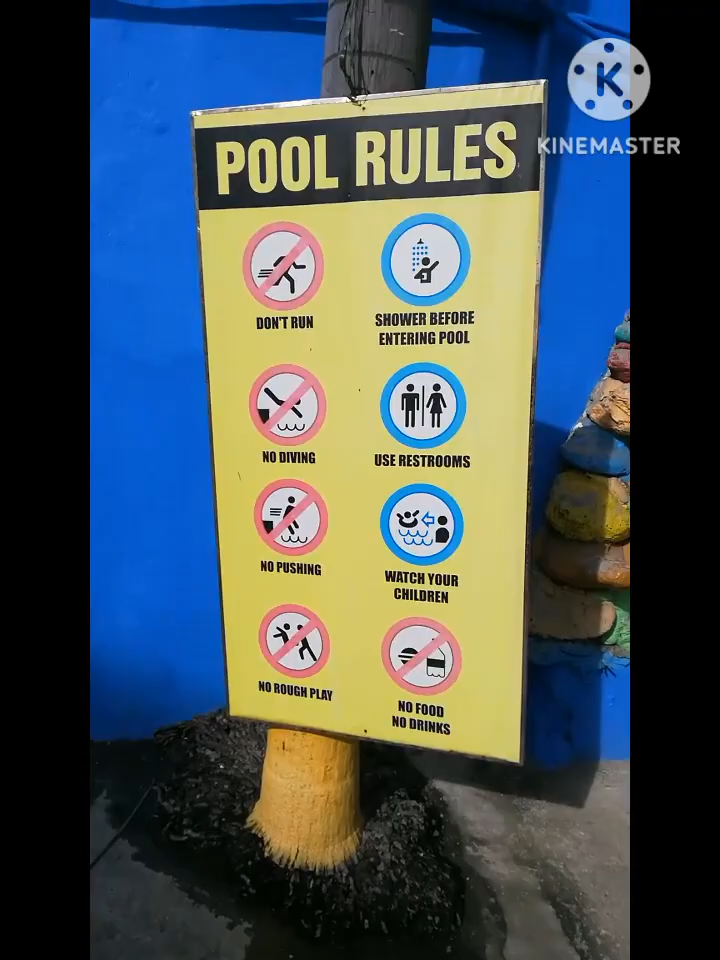 K
KINEMASTER
POOL RULES
DON'T RUN
SHOWER BEFORE
ENTERING POOL
NO DIVING
USE RESTROOMS
NO PUSHING
WATCH YOUR
CHILDREN
NO ROUGH PLAY
NO FOOD
NO DRINKS